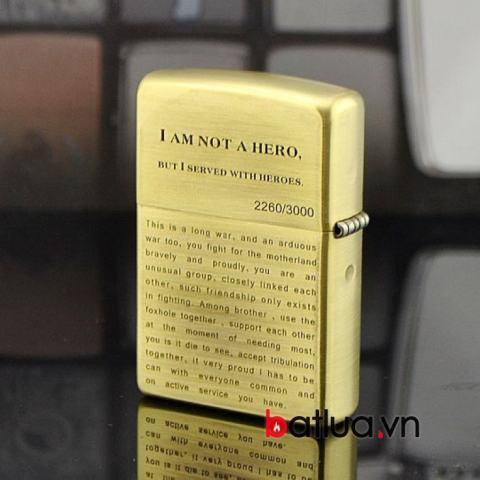 I AM NOT A HERO,
BUT I SERVED WITH HEROES.
2260/3000
This is a long war, and an arduous
war too, you fight for the motherland
bravely and proudly, you are an
unusual group, closely linked each
other, such friendship only exists
in fighting. Among brother , use the
foxhole together , support each other
at the moment of needing most,
you is it die to see, accept tribulation
together, it very proud I has to be
can with everyone common and
on active service you have.
batlua.vn